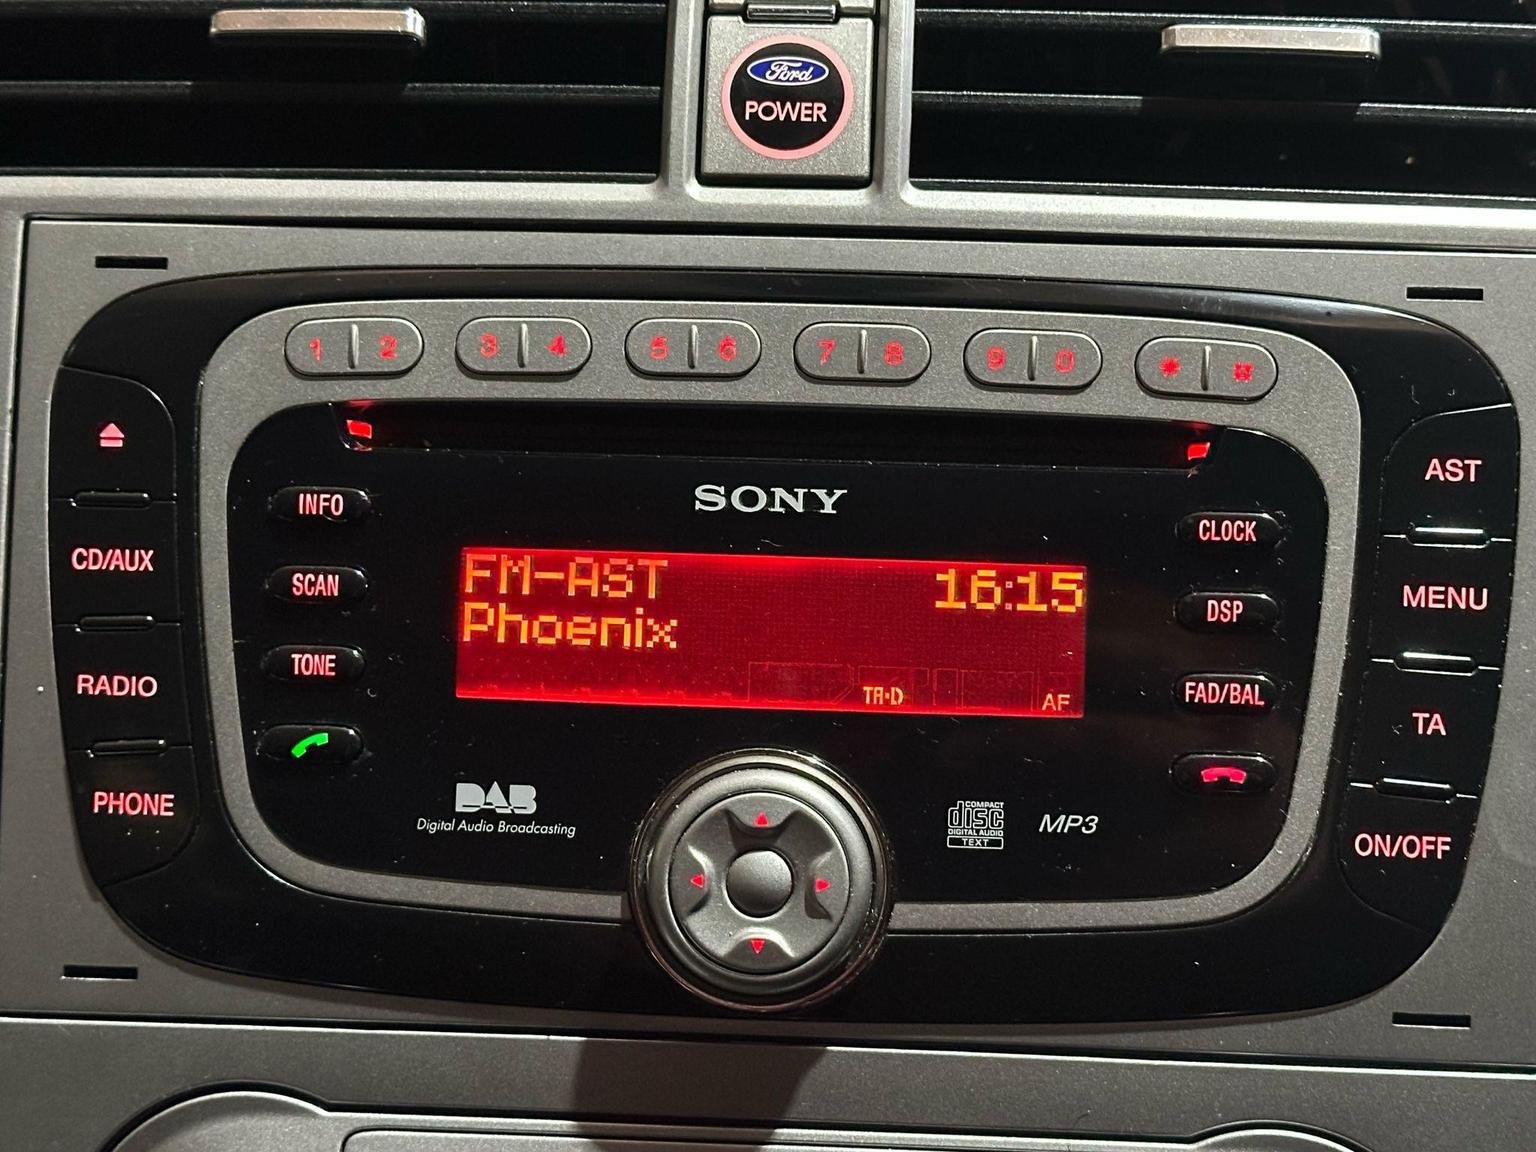 Ford
POWER
1 2 3 4 5 6 7 8 9 0 * #
SONY
INFO
CD/AUX
SCAN
RADIO
TONE
PHONE
FM-AST 16:15
Phoenix
TA-D AF
CLOCK
AST
DSP
MENU
FAD/BAL
TA
ON/OFF
DAB
Digital Audio Broadcasting
COMPACT
disc
DIGITAL AUDIO
TEXT
MP3